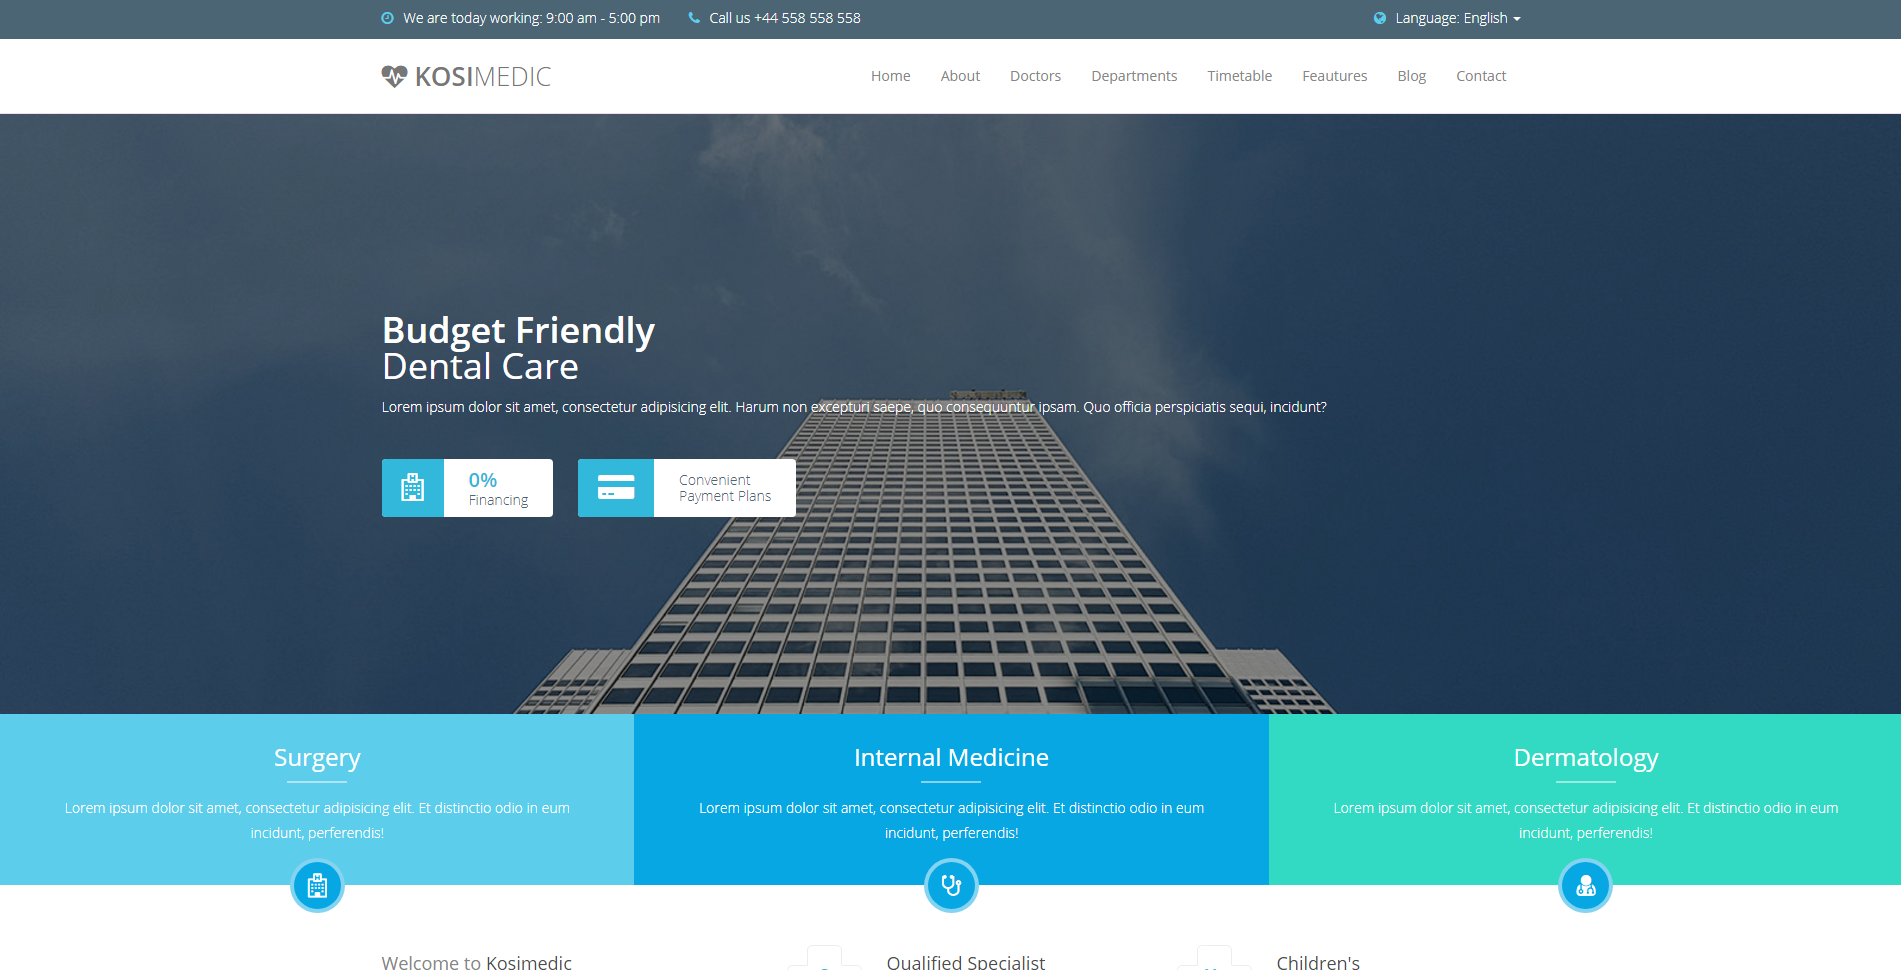 We are today working: 9:00 am - 5:00 pm
Call us +44 558 558 558
Language: English
KOSIMEDIC
Home
About
Doctors
Departments
Timetable
Feautures
Blog
Contact
Budget Friendly
Dental Care
Lorem ipsum dolor sit amet, consectetur adipisicing elit. Harum non excepturi saepe, quo consequuntur ipsam. Quo officia perspiciatis sequi, incidunt?
0%
Financing
Convenient
Payment Plans
Surgery
Lorem ipsum dolor sit amet, consectetur adipisicing elit. Et distinctio odio in eum
incidunt, perferendis!
Internal Medicine
Lorem ipsum dolor sit amet, consectetur adipisicing elit. Et distinctio odio in eum
incidunt, perferendis!
Dermatology
Lorem ipsum dolor sit amet, consectetur adipisicing elit. Et distinctio odio in eum
incidunt, perferendis!
Welcome to Kosimedic
Qualified Specialist
Children's